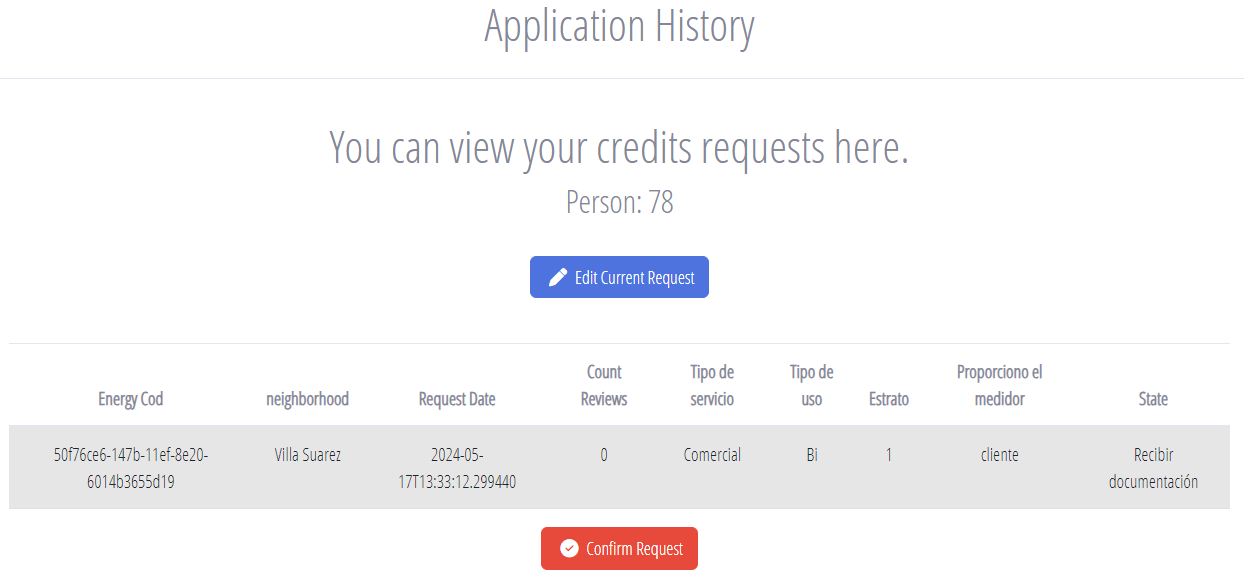 Application History
You can view your credits requests here.
Person: 78
Edit Current Request
Energy Cod
neighborhood
Request Date
Count
Reviews
Tipo de
servicio
Tipo de
uso
Estrato
Proporciono el
medidor
State
50f76ce6-147b-11ef-8e20-
6014b3655d19
Villa Suarez
2024-05-
17T13:33:12.299440
0
Comercial
Bi
1
cliente
Recibir
documentación
Confirm Request